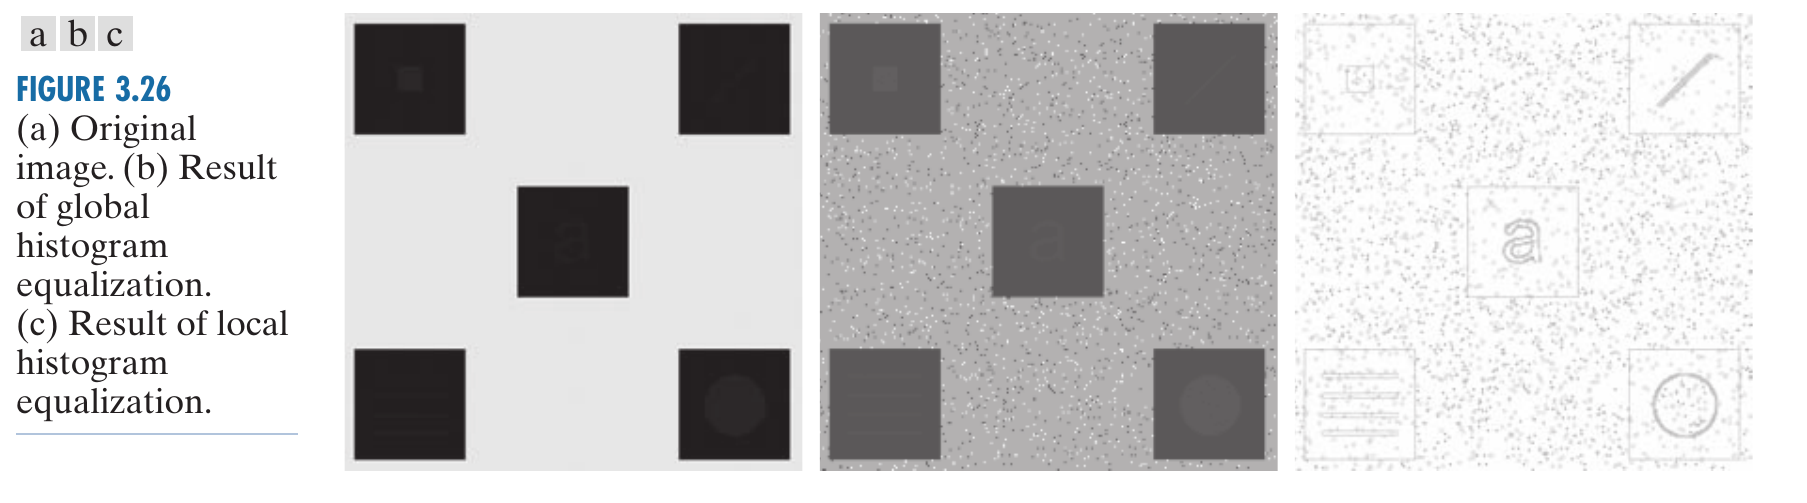 a b c
FIGURE 3.26
(a) Original
image. (b) Result
of global
histogram
equalization.
(c) Result of local
histogram
equalization.
a
a
a